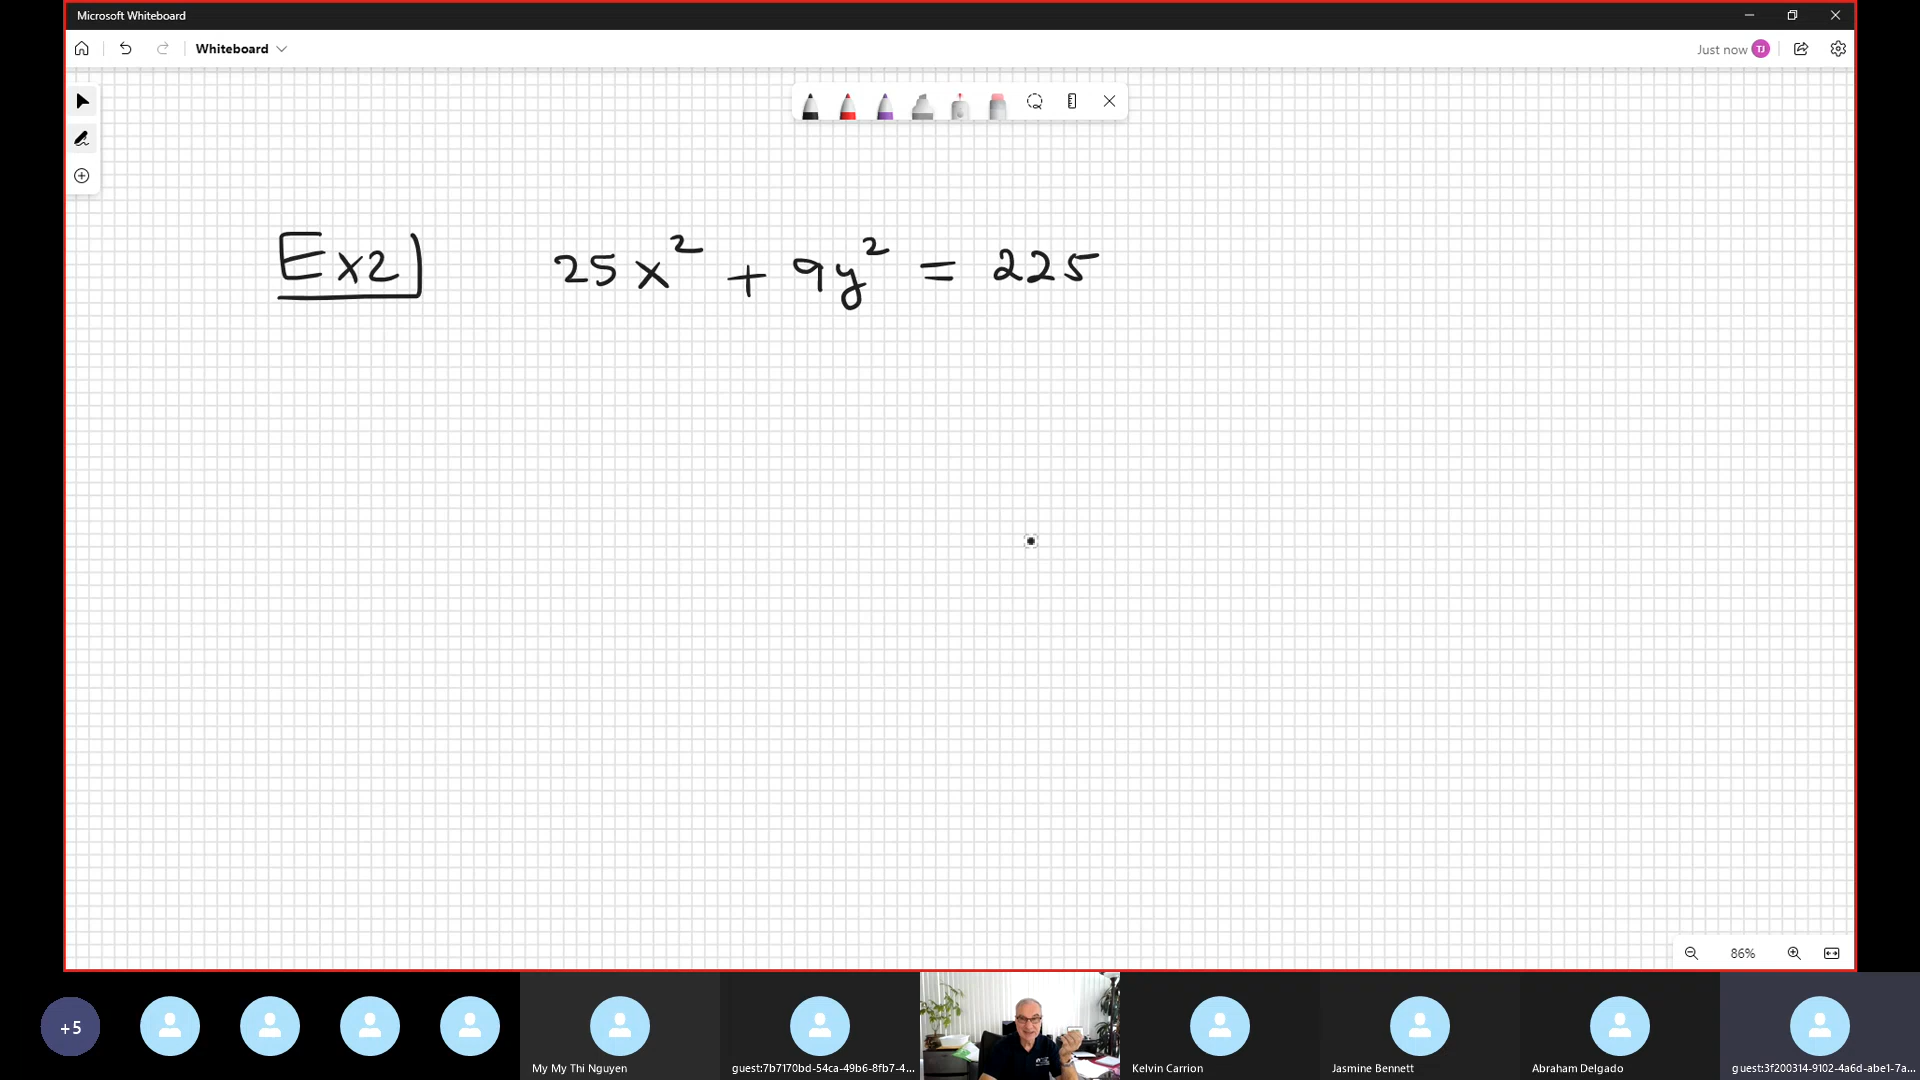 Microsoft Whiteboard
Whiteboard
Just now TJ
Ex2) 25x² + 9y² = 225
86%
+5
My My Thi Nguyen
guest:7b7170bd-54ca-49b6-8fb7-4...
Kelvin Carrion
Jasmine Bennett
Abraham Delgado
guest:3f200314-9102-4a6d-abe1-7a...